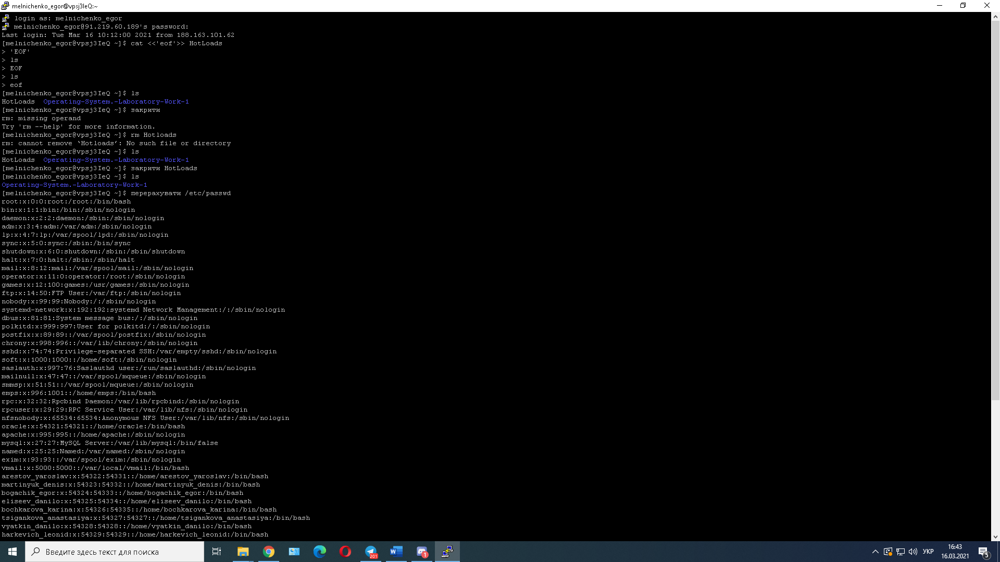 melnichenko_egor@vpsj3IeQ:~
login as: melnichenko_egor
melnichenko_egor@91.219.60.189's password:
Last login: Tue Mar 16 10:12:00 2021 from 188.163.101.62
[melnichenko_egor@vpsj3IeQ ~]$ cat <<'eof'>> HotLoads
> 'EOF'
> ls
> EOF
> ls
> eof
[melnichenko_egor@vpsj3IeQ ~]$ ls
HotLoads  Operating-System.-Laboratory-Work-1
[melnichenko_egor@vpsj3IeQ ~]$ закрити
rm: missing operand
Try 'rm --help' for more information.
[melnichenko_egor@vpsj3IeQ ~]$ rm Hotloads
rm: cannot remove ‘Hotloads’: No such file or directory
[melnichenko_egor@vpsj3IeQ ~]$ ls
HotLoads  Operating-System.-Laboratory-Work-1
[melnichenko_egor@vpsj3IeQ ~]$ закрити HotLoads
[melnichenko_egor@vpsj3IeQ ~]$ ls
Operating-System.-Laboratory-Work-1
[melnichenko_egor@vpsj3IeQ ~]$ перерахувати /etc/passwd
root:x:0:0:root:/root:/bin/bash
bin:x:1:1:bin:/bin:/sbin/nologin
daemon:x:2:2:daemon:/sbin:/sbin/nologin
adm:x:3:4:adm:/var/adm:/sbin/nologin
lp:x:4:7:lp:/var/spool/lpd:/sbin/nologin
sync:x:5:0:sync:/sbin:/bin/sync
shutdown:x:6:0:shutdown:/sbin:/sbin/shutdown
halt:x:7:0:halt:/sbin:/sbin/halt
mail:x:8:12:mail:/var/spool/mail:/sbin/nologin
operator:x:11:0:operator:/root:/sbin/nologin
games:x:12:100:games:/usr/games:/sbin/nologin
ftp:x:14:50:FTP User:/var/ftp:/sbin/nologin
nobody:x:99:99:Nobody:/:/sbin/nologin
systemd-network:x:192:192:systemd Network Management:/:/sbin/nologin
dbus:x:81:81:System message bus:/:/sbin/nologin
polkitd:x:999:997:User for polkitd:/:/sbin/nologin
postfix:x:89:89::/var/spool/postfix:/sbin/nologin
chrony:x:998:996::/var/lib/chrony:/sbin/nologin
sshd:x:74:74:Privilege-separated SSH:/var/empty/sshd:/sbin/nologin
soft:x:1000:1000::/home/soft:/sbin/nologin
saslauth:x:997:76:Saslauthd user:/run/saslauthd:/sbin/nologin
mailnull:x:47:47::/var/spool/mqueue:/sbin/nologin
smmsp:x:51:51::/var/spool/mqueue:/sbin/nologin
emps:x:996:1001::/home/emps:/bin/bash
rpc:x:32:32:Rpcbind Daemon:/var/lib/rpcbind:/sbin/nologin
rpcuser:x:29:29:RPC Service User:/var/lib/nfs:/sbin/nologin
nfsnobody:x:65534:65534:Anonymous NFS User:/var/lib/nfs:/sbin/nologin
oracle:x:54321:54321::/home/oracle:/bin/bash
apache:x:995:995::/home/apache:/sbin/nologin
mysql:x:27:27:MySQL Server:/var/lib/mysql:/bin/false
named:x:25:25:Named:/var/named:/sbin/nologin
exim:x:93:93::/var/spool/exim:/sbin/nologin
vmail:x:5000:5000::/var/local/vmail:/bin/bash
arestov_yaroslav:x:54322:54331::/home/arestov_yaroslav:/bin/bash
martinyuk_denis:x:54323:54332::/home/martinyuk_denis:/bin/bash
bogachik_egor:x:54324:54333::/home/bogachik_egor:/bin/bash
eliseev_danilo:x:54325:54334::/home/eliseev_danilo:/bin/bash
bochkarova_karina:x:54326:54335::/home/bochkarova_karina:/bin/bash
tsigankova_anastasiya:x:54327:54327::/home/tsigankova_anastasiya:/bin/bash
vyatkin_danilo:x:54328:54328::/home/vyatkin_danilo:/bin/bash
harkevich_leonid:x:54329:54329::/home/harkevich_leonid:/bin/bash
Введите здесь текст для поиска
201
W
1
УКР
16:43
16.03.2021
5